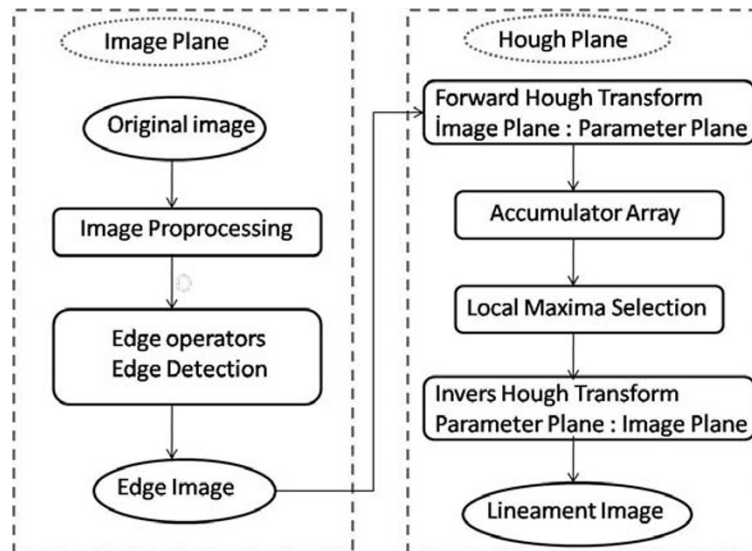 Image Plane
Original image
Image Proprocessing
Edge operators
Edge Detection
Edge Image
Hough Plane
Forward Hough Transform
İmage Plane : Parameter Plane
Accumulator Array
Local Maxima Selection
Invers Hough Transform
Parameter Plane : Image Plane
Lineament Image